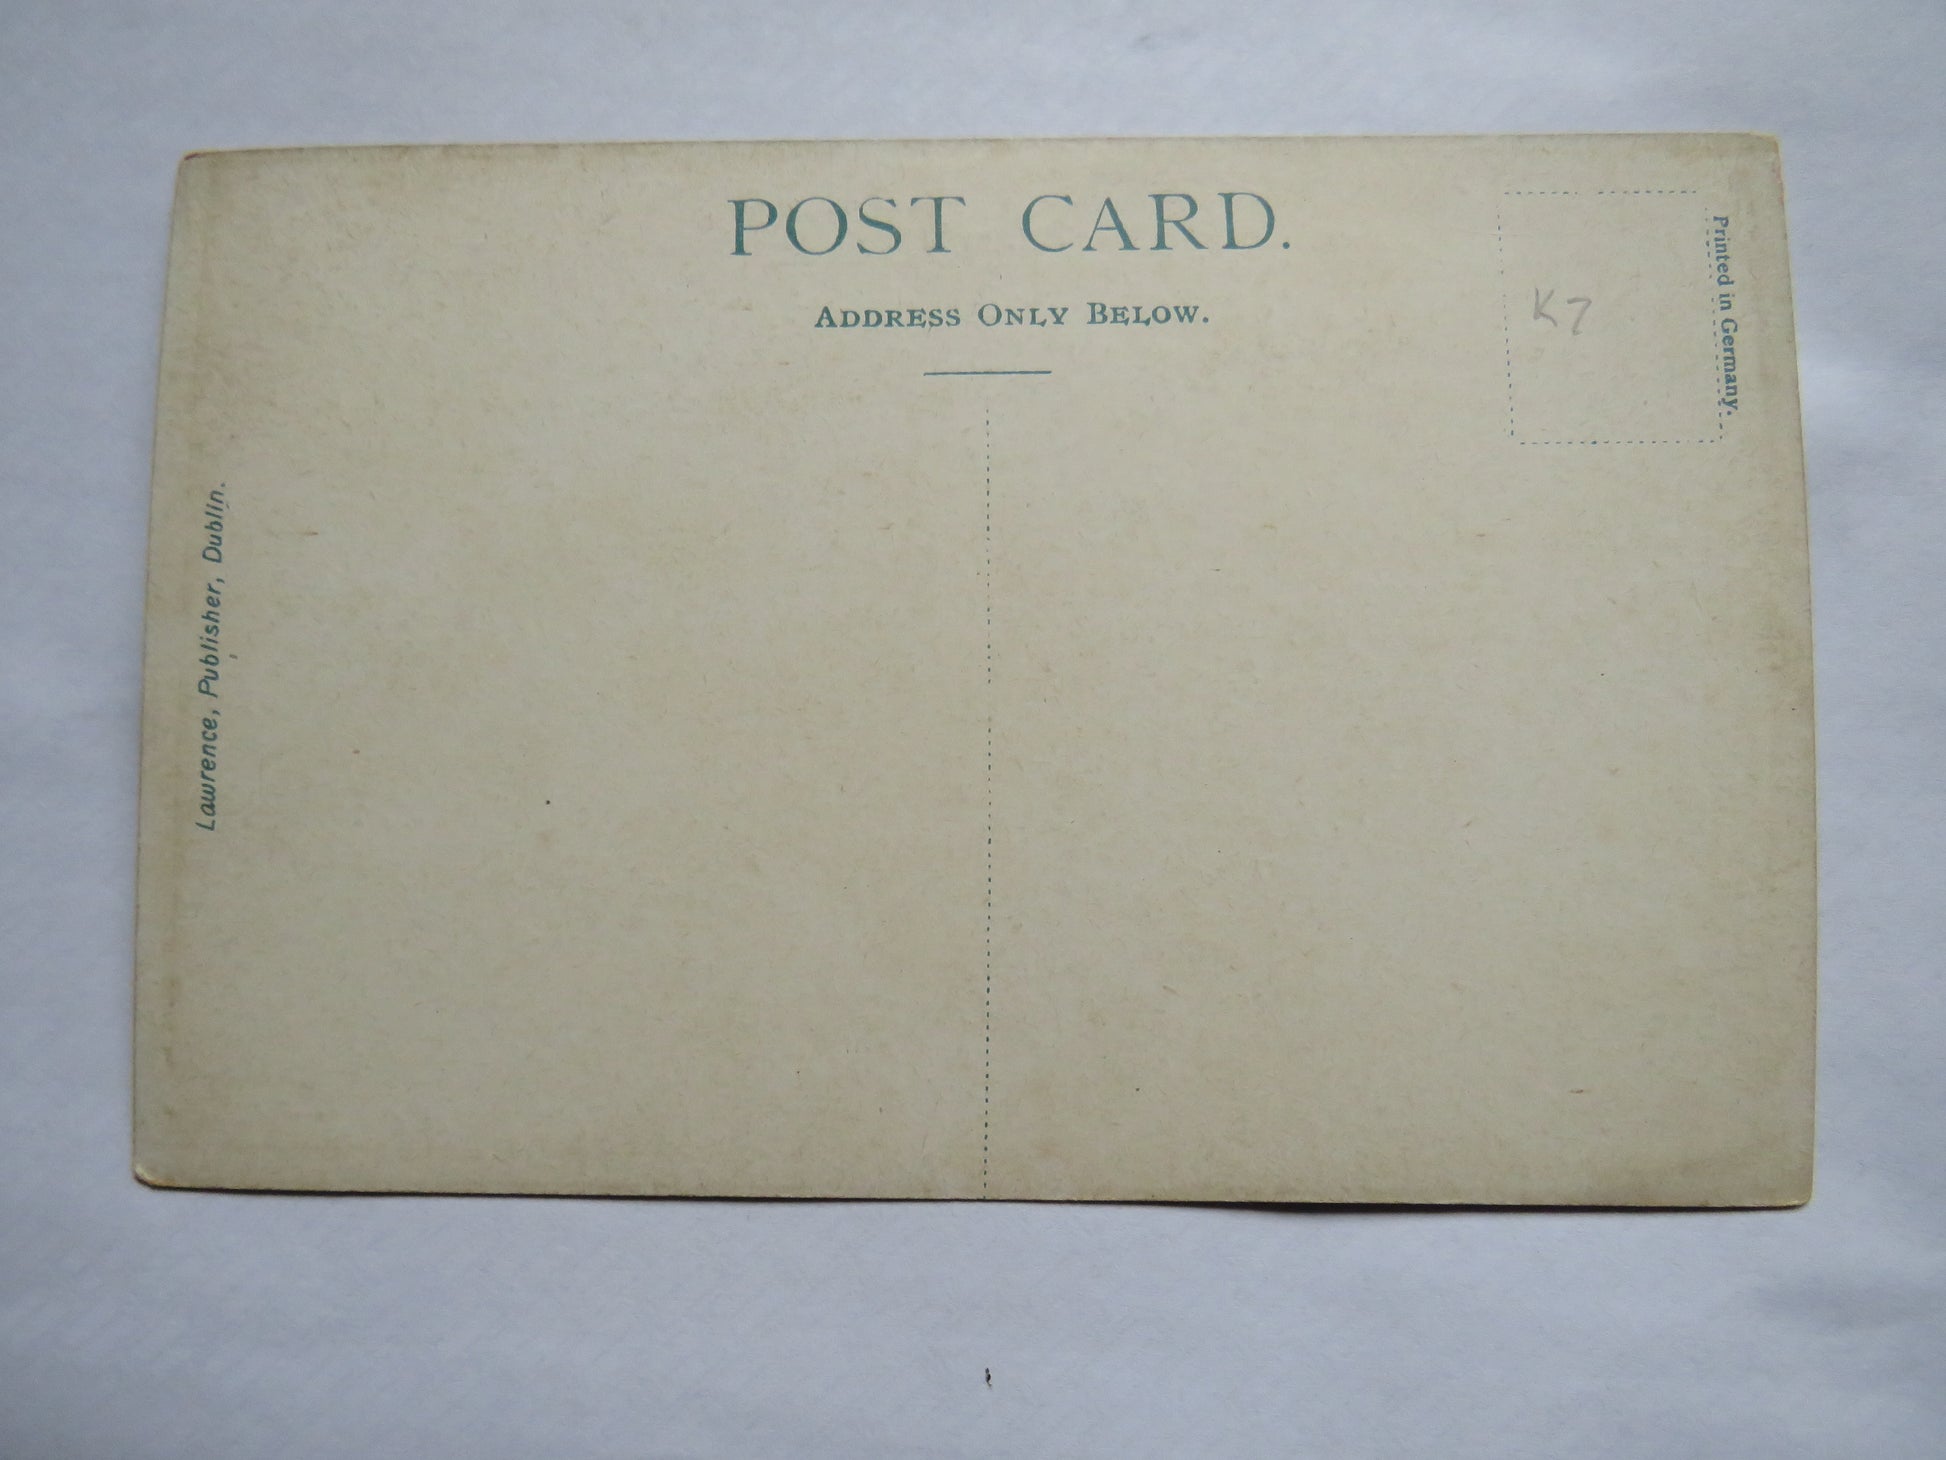 POST CARD.
ADDRESS ONLY BELOW.
Printed in Germany.
K7
Lawrence, Publisher, Dublin.